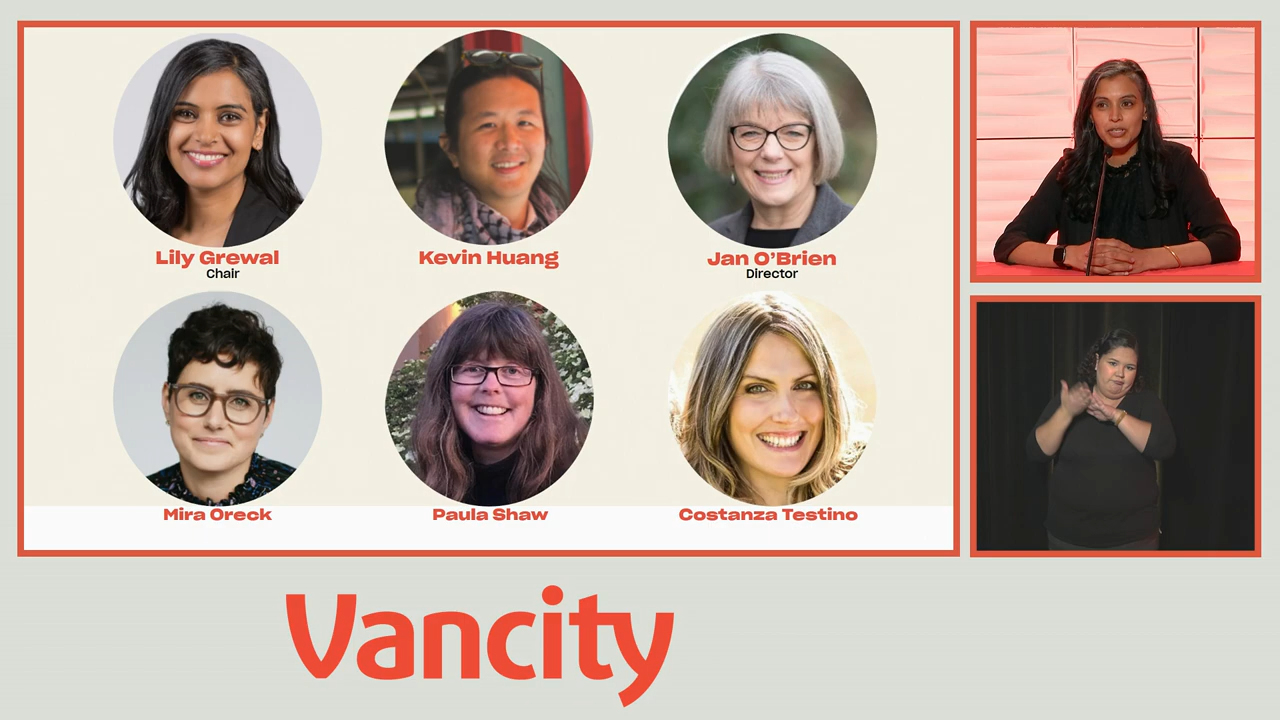 Lily Grewal
Chair
Kevin Huang
Jan O'Brien
Director
Mira Oreck
Paula Shaw
Costanza Testino
Vancity